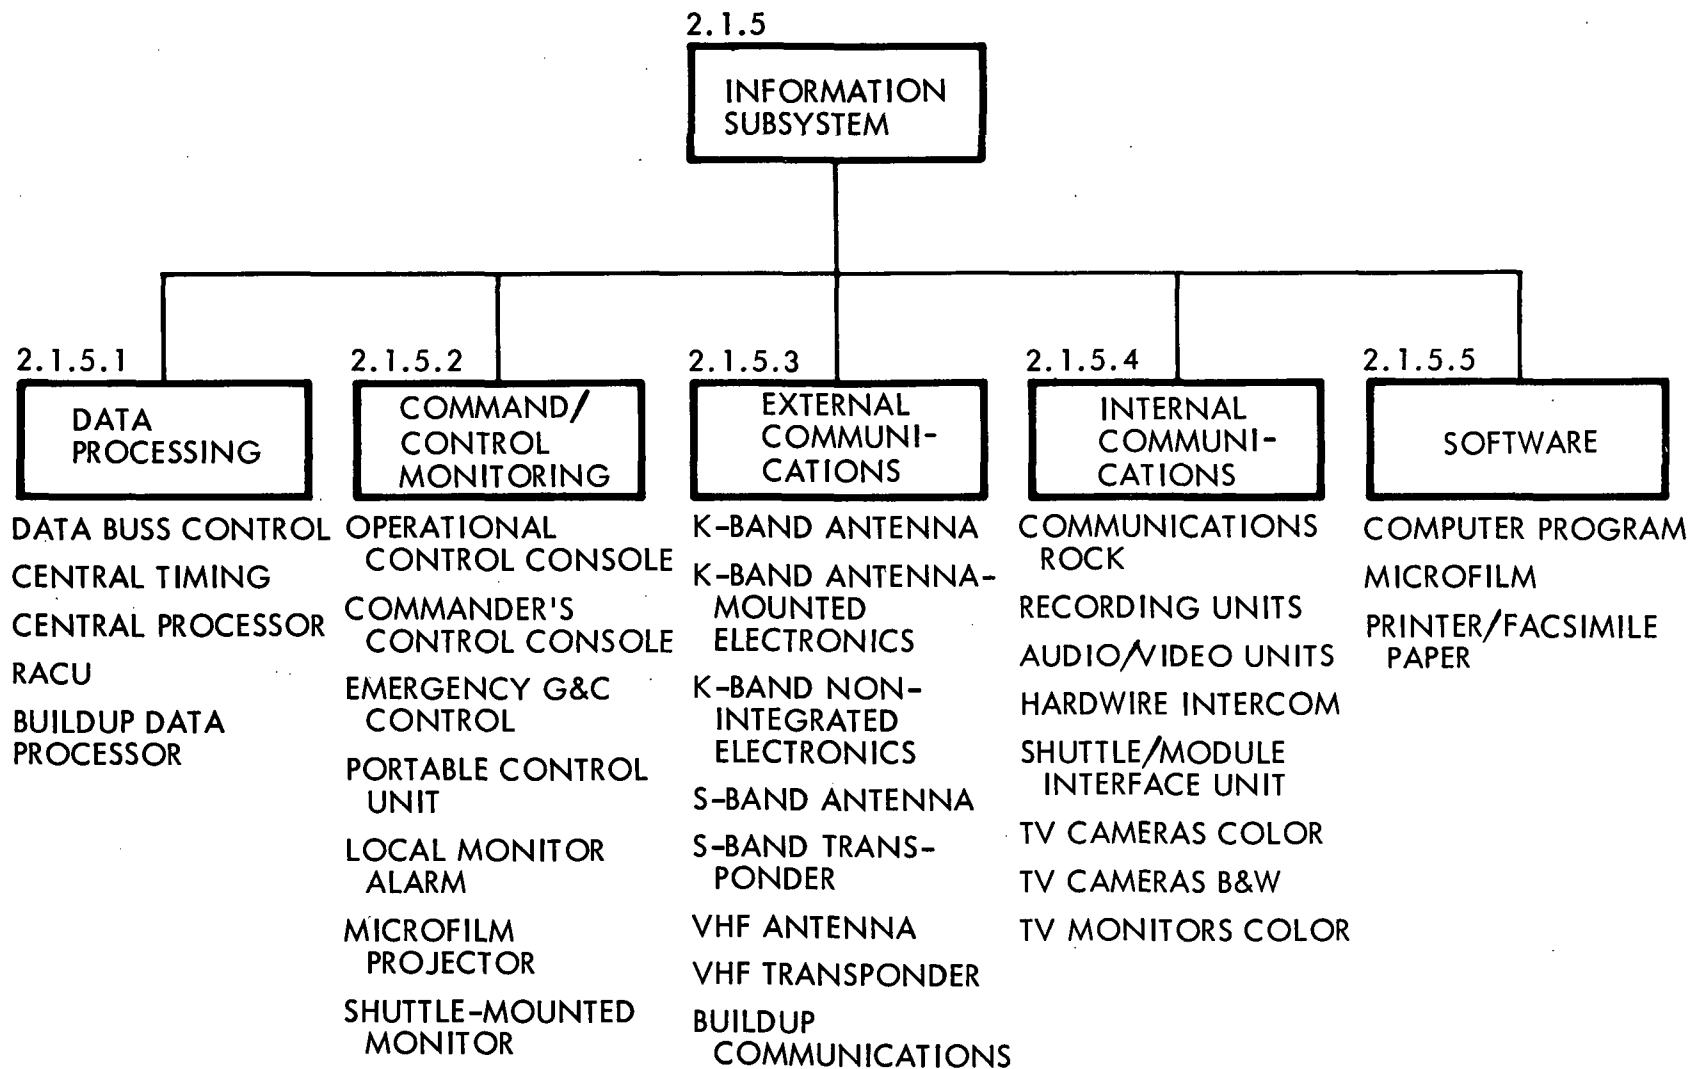 2.1.5
INFORMATION
SUBSYSTEM
2.1.5.1
DATA
PROCESSING
DATA BUSS CONTROL
CENTRAL TIMING
CENTRAL PROCESSOR
RACU
BUILDUP DATA
PROCESSOR
2.1.5.2
COMMAND/
CONTROL
MONITORING
OPERATIONAL
CONTROL CONSOLE
COMMANDER'S
CONTROL CONSOLE
EMERGENCY G&C
CONTROL
PORTABLE CONTROL
UNIT
LOCAL MONITOR
ALARM
MICROFILM
PROJECTOR
SHUTTLE-MOUNTED
MONITOR
2.1.5.3
EXTERNAL
COMMUNI-
CATIONS
K-BAND ANTENNA
K-BAND ANTENNA-
MOUNTED
ELECTRONICS
K-BAND NON-
INTEGRATED
ELECTRONICS
S-BAND ANTENNA
S-BAND TRANS-
PONDER
VHF ANTENNA
VHF TRANSPONDER
BUILDUP
COMMUNICATIONS
2.1.5.4
INTERNAL
COMMUNI-
CATIONS
COMMUNICATIONS
ROCK
RECORDING UNITS
AUDIO/VIDEO UNITS
HARDWIRE INTERCOM
SHUTTLE/MODULE
INTERFACE UNIT
TV CAMERAS COLOR
TV CAMERAS B&W
TV MONITORS COLOR
2.1.5.5
SOFTWARE
COMPUTER PROGRAM
MICROFILM
PRINTER/FACSIMILE
PAPER